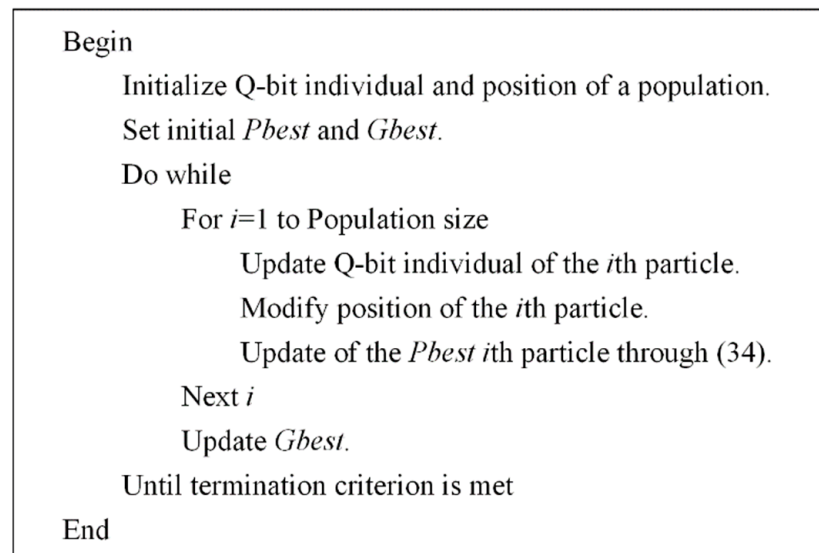 Begin
Initialize Q-bit individual and position of a population.
Set initial Pbest and Gbest.
Do while
For i=1 to Population size
Update Q-bit individual of the ith particle.
Modify position of the ith particle.
Update of the Pbest ith particle through (34).
Next i
Update Gbest.
Until termination criterion is met
End